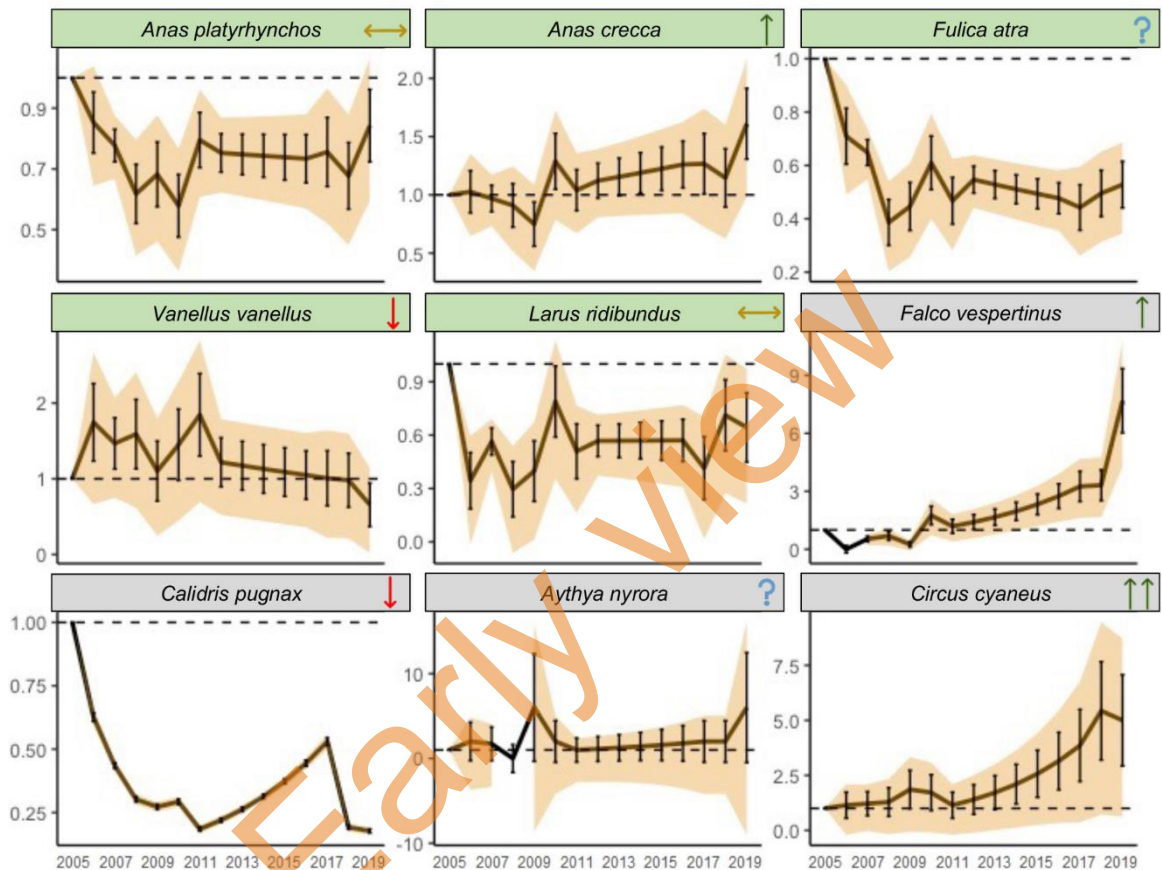 Anas platyrhynchos ↔
Anas crecca ↑
Fulica atra ?
0.9
0.7
0.5
2.0
1.5
1.0
0.5
1.0
0.8
0.6
0.4
0.2
Vanellus vanellus ↓
Larus ridibundus ↔
Falco vespertinus ↑
2
1
0
0.9
0.6
0.3
0.0
9
6
3
0
Calidris pugnax ↓
Aythya nyrora ?
Circus cyaneus ↑↑
1.00
0.75
0.50
0.25
10
0
-10
7.5
5.0
2.5
0.0
2005 2007 2009 2011 2013 2015 2017 2019
2005 2007 2009 2011 2013 2015 2017 2019
2005 2007 2009 2011 2013 2015 2017 2019
Early view